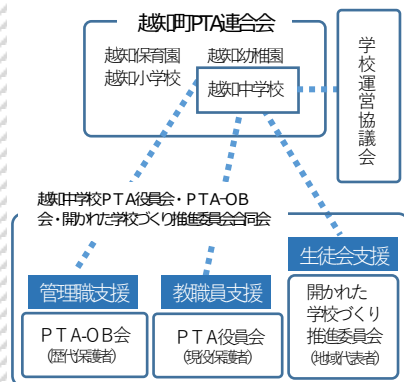 越知町PTA連合会
越知保育園　越知幼稚園
越知小学校
越知中学校
学校運営協議会
越知中学校PTA役員会・PTA-OB
会・開かれた学校づくり推進委員会合同会
管理職支援
PTA-OB会
(歴代保護者)
教職員支援
PTA役員会
(現役保護者)
生徒会支援
開かれた
学校づくり
推進委員会
(地域代表者)